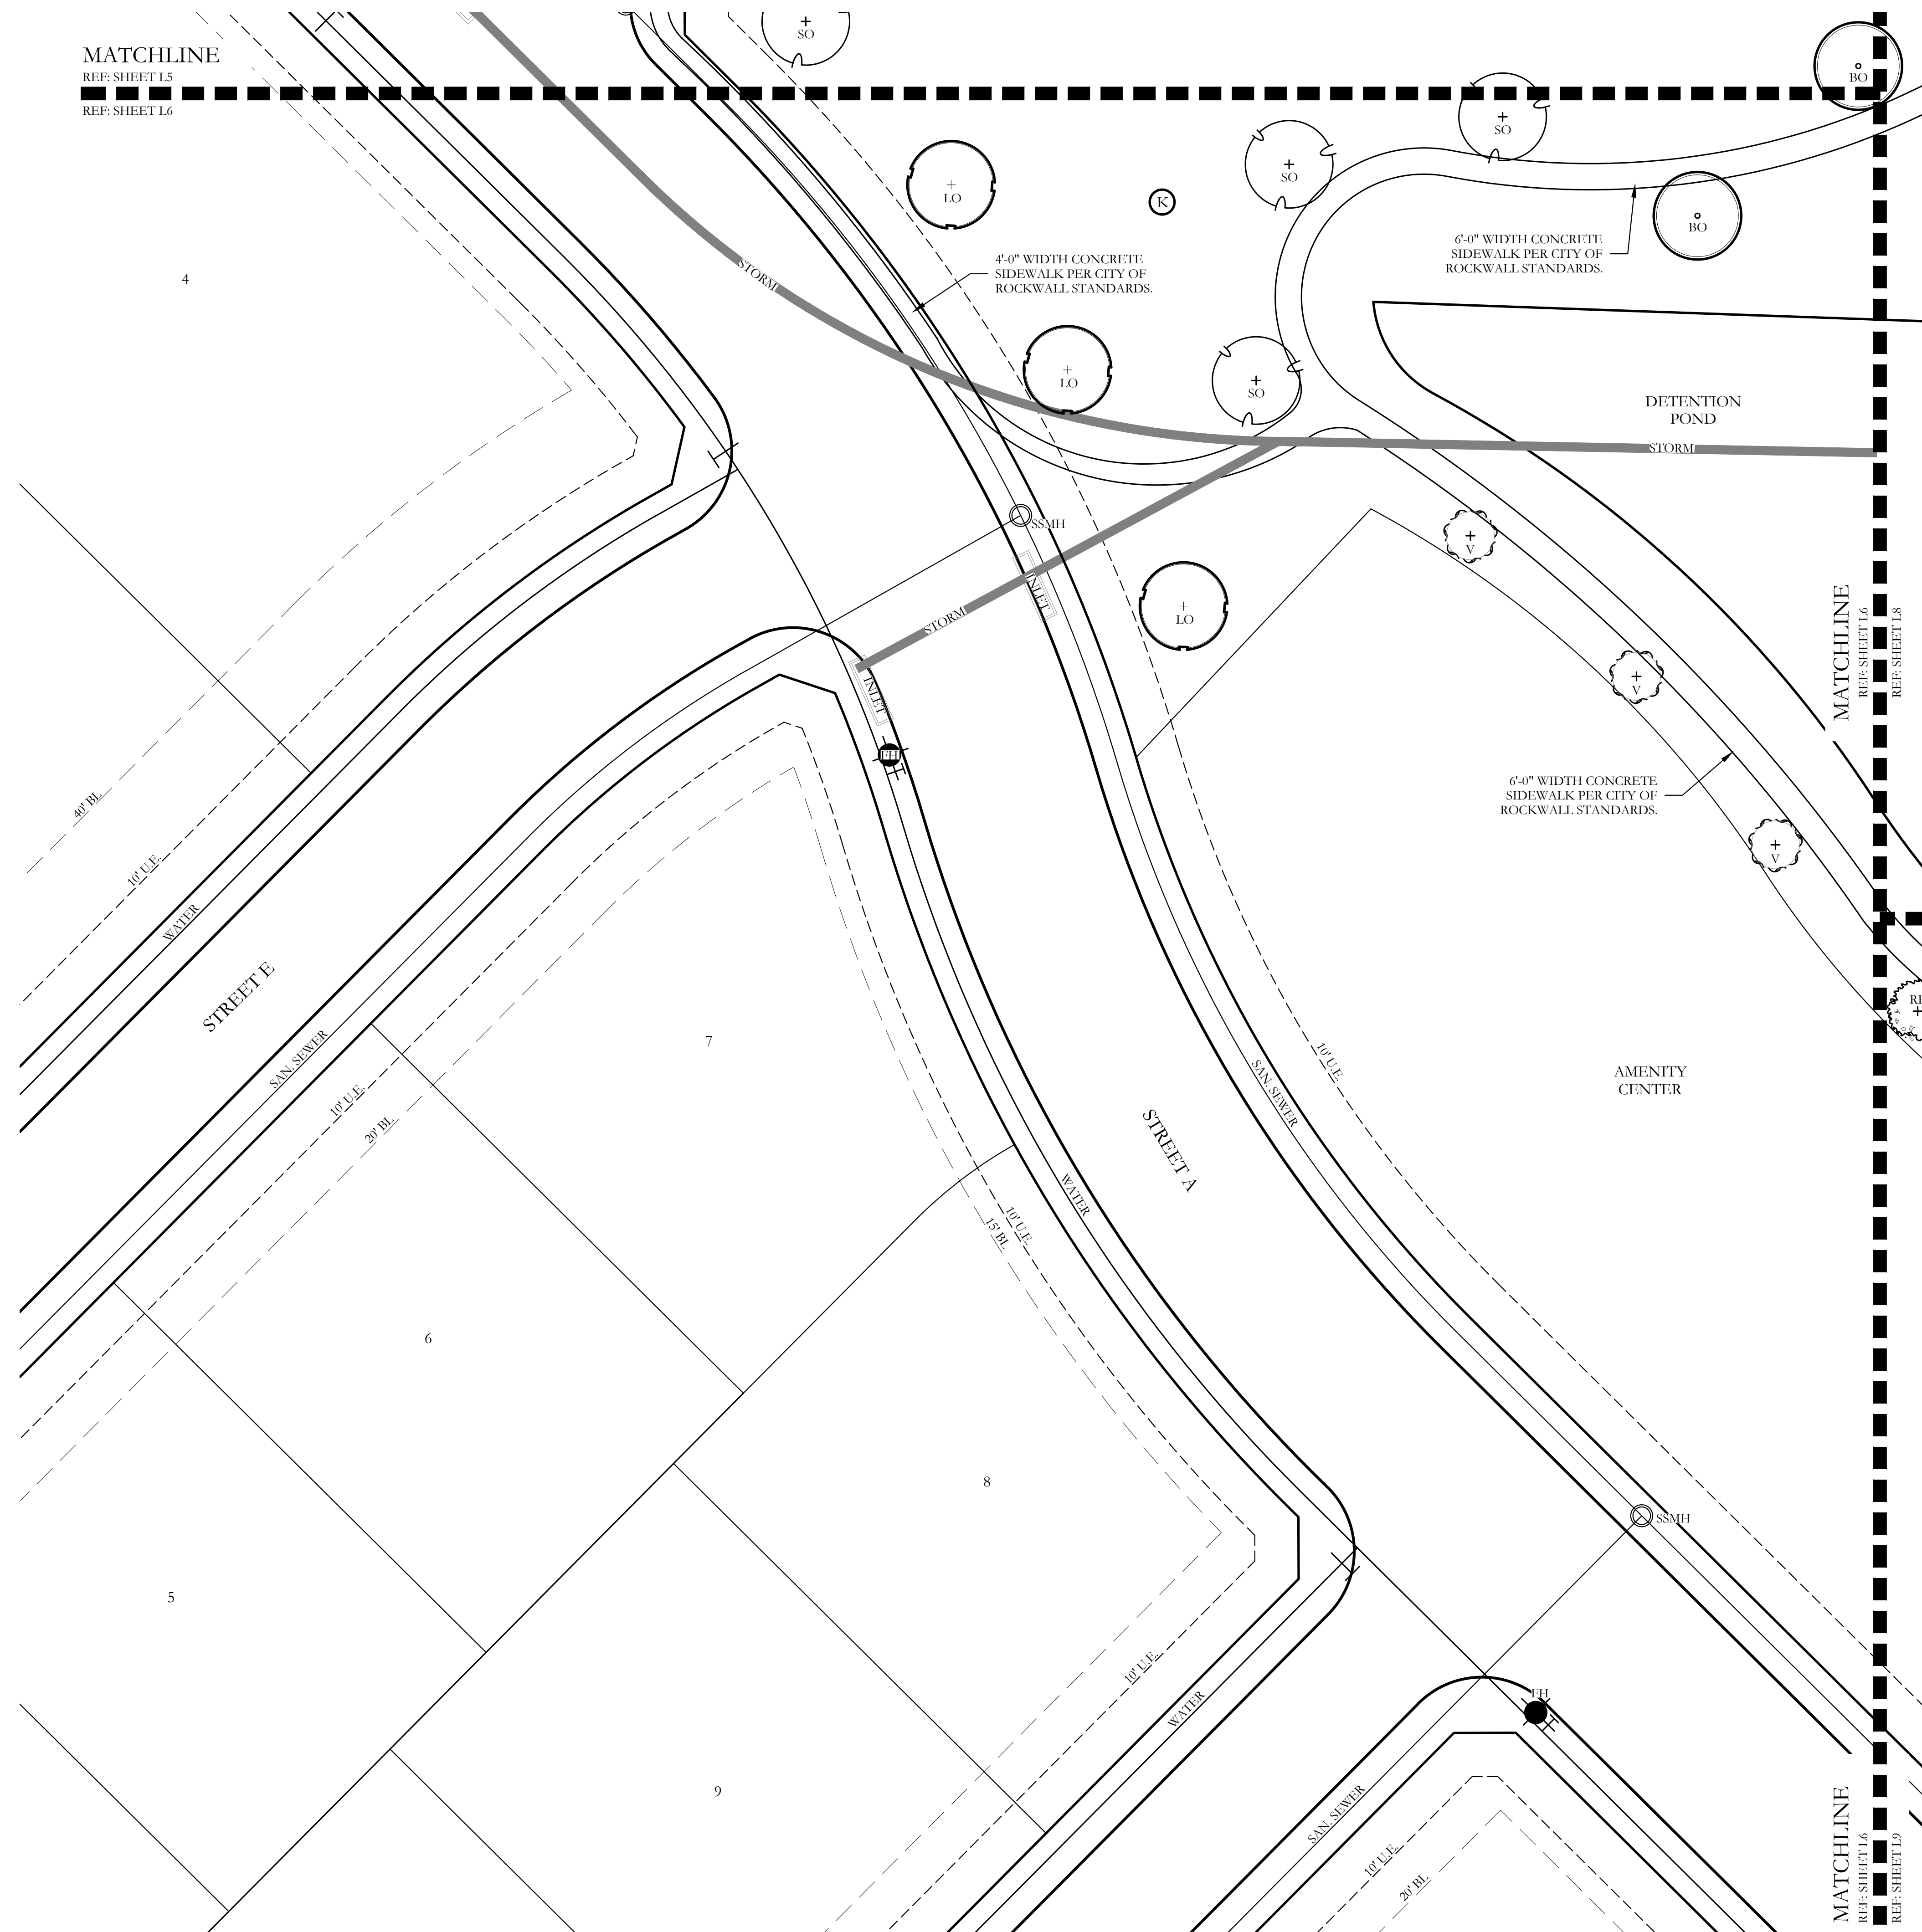 MATCHLINE
REF: SHEET L5
REF: SHEET L6
SO
BO
SO
LO
K
SO
BO
6'-0" WIDTH CONCRETE
SIDEWALK PER CITY OF
ROCKWALL STANDARDS.
4'-0" WIDTH CONCRETE
SIDEWALK PER CITY OF
ROCKWALL STANDARDS.
4
STORM
LO
SO
DETENTION
POND
STORM
SSMH
V
INLET
STORM
LO
INLET
FH
V
MATCHLINE
REF: SHEET L6
REF: SHEET L8
6'-0" WIDTH CONCRETE
SIDEWALK PER CITY OF
ROCKWALL STANDARDS.
V
40' BL
10' U.E.
WATER
STREET E
SAN. SEWER
10' U.E.
20' BL
7
10' U.E.
SAN. SEWER
AMENITY
CENTER
STREET A
WATER
10' U.E.
15' BL
6
8
5
SSMH
10' U.E.
WATER
FH
9
SAN. SEWER
10' U.E.
20' BL
MATCHLINE
REF: SHEET L6
REF: SHEET L9